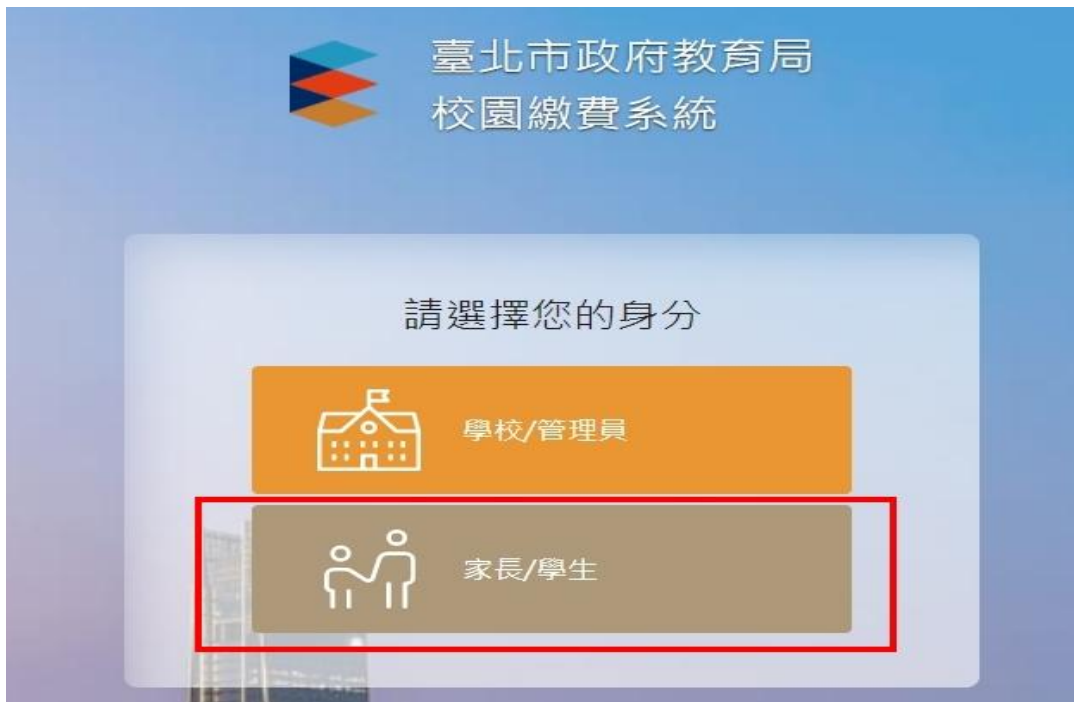 臺北市政府教育局
校園繳費系統
請選擇您的身分
學校/管理員
家長/學生